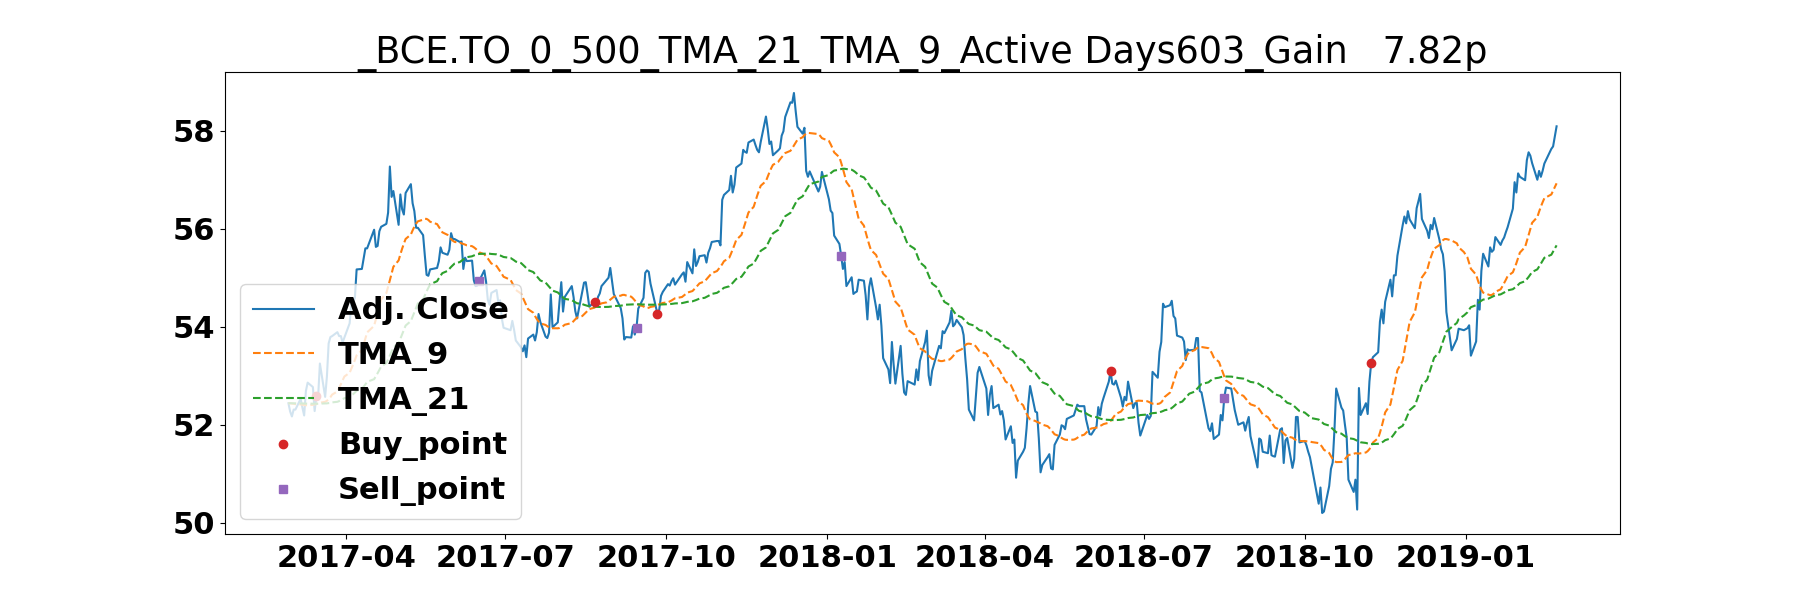 _BCE.TO_0_500_TMA_21_TMA_9_Active Days603_Gain   7.82p
58
56
54
52
50
Adj. Close
TMA_9
TMA_21
Buy_point
Sell_point
2017-04 2017-07 2017-10 2018-01 2018-04 2018-07 2018-10 2019-01